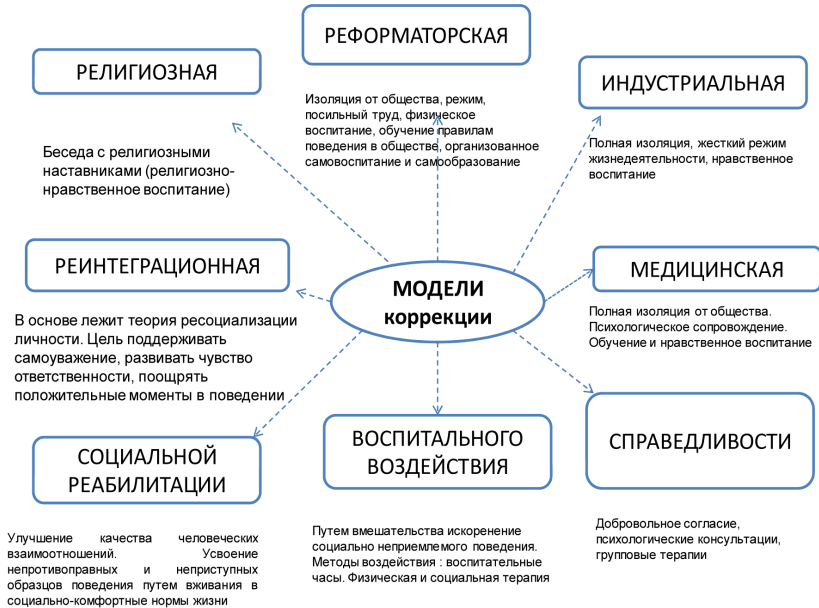 РЕФОРМАТОРСКАЯ
РЕЛИГИОЗНАЯ
ИНДУСТРИАЛЬНАЯ
Изоляция от общества, режим,
посильный труд, физическое
воспитание, обучение правилам
поведения в обществе, организованное
самовоспитание и самообразование
Беседа с религиозными
наставниками (религиозно-
нравственное воспитание)
Полная изоляция, жесткий режим
жизнедеятельности, нравственное
воспитание
РЕИНТЕГРАЦИОННАЯ
МОДЕЛИ
коррекции
МЕДИЦИНСКАЯ
В основе лежит теория ресоциализации
личности. Цель поддерживать
самоуважение, развивать чувство
ответственности, поощрять
положительные моменты в поведении
Полная изоляция от общества.
Психологическое сопровождение.
Обучение и нравственное воспитание
СОЦИАЛЬНОЙ
РЕАБИЛИТАЦИИ
ВОСПИТАЛЬНОГО
ВОЗДЕЙСТВИЯ
СПРАВЕДЛИВОСТИ
Улучшение качества человеческих
взаимоотношений. Усвоение
непротивоправных и неприступных
образцов поведения путем вживания в
социально-комфортные нормы жизни
Путем вмешательства искоренение
социально неприемлемого поведения.
Методы воздействия : воспитательные
часы. Физическая и социальная терапия
Добровольное согласие,
психологические консультации,
групповые терапии